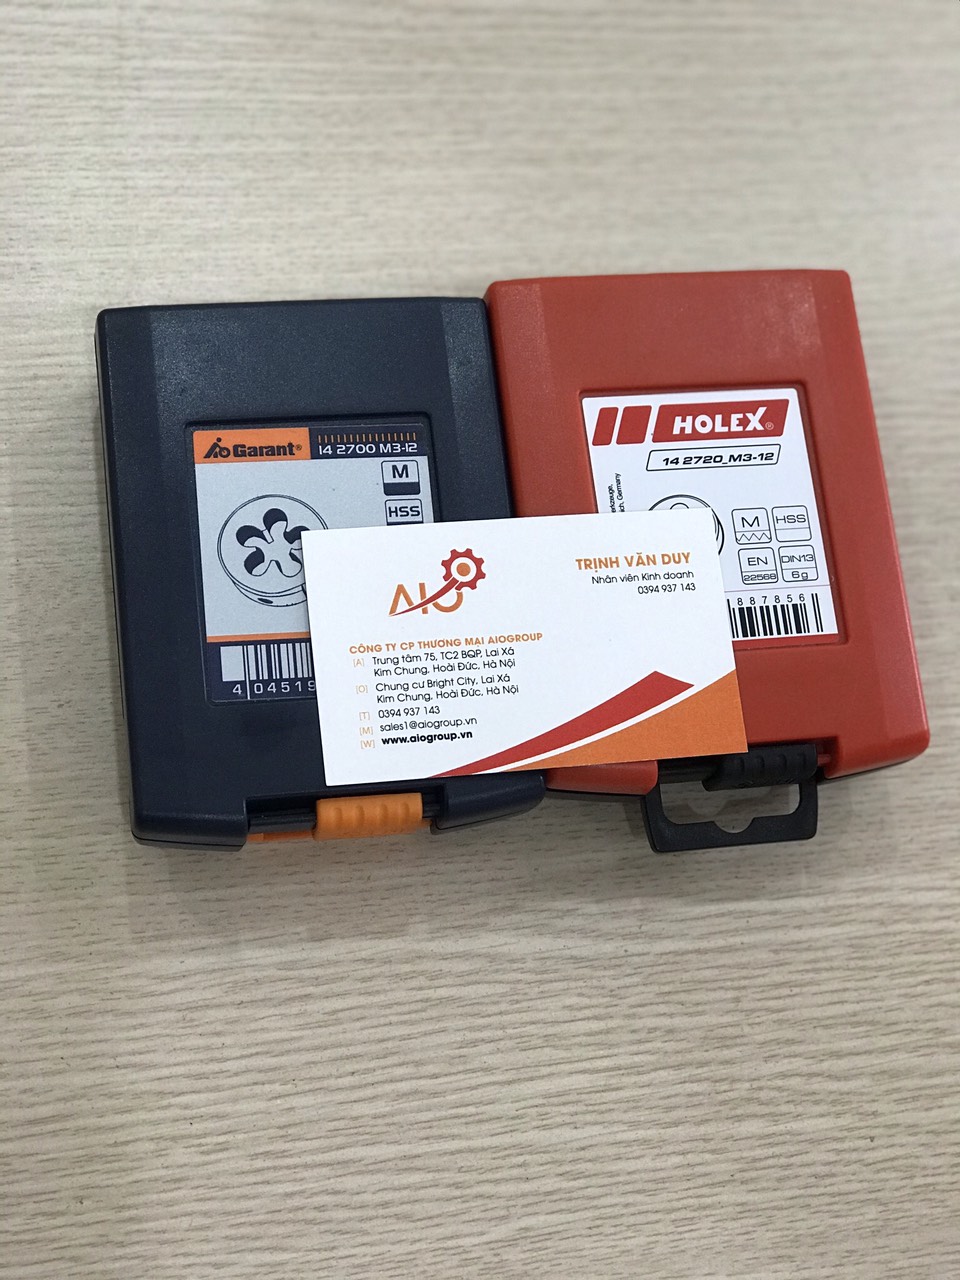 Garant®
14 2700 M3-12
M
HSS
4 04519
HOLEX®
14 2720_M3-12
Germany
M
HSS
EN
22568
DIN13
6g
887856
AIO
TRỊNH VĂN DUY
Nhân viên Kinh doanh
0394 937 143
CÔNG TY CP THƯƠNG MẠI AIOGROUP
[A] Trung tâm 75, TC2 BQP, Lai Xá
Kim Chung, Hoài Đức, Hà Nội
[O] Chung cư Bright City, Lai Xá
Kim Chung, Hoài Đức, Hà Nội
[T] 0394 937 143
[M] sales1@aiogroup.vn
[W] www.aiogroup.vn